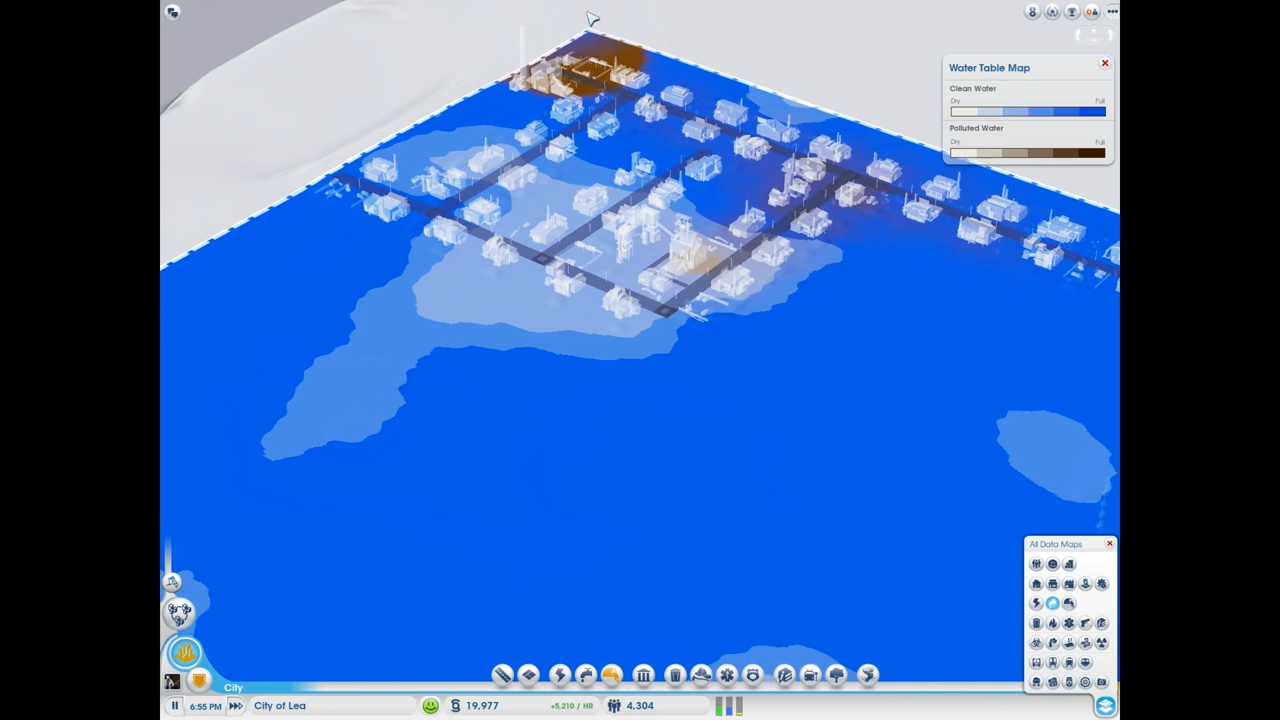 Water Table Map
Clean Water
Dry Full
Polluted Water
Dry Full
All Data Maps
City
6:55 PM City of Lea 19,977 +5,210 / HR 4,304